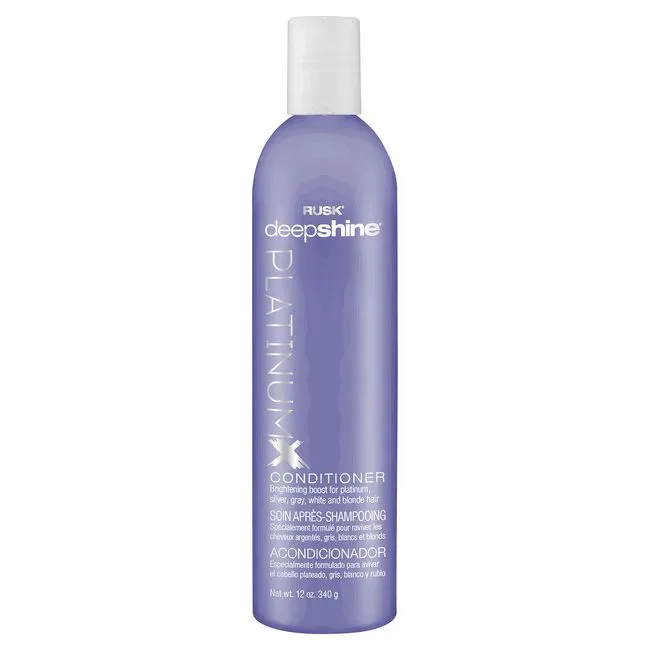 RUSK®
deepshine®
PLATINUMX
CONDITIONER
Brightening boost for platinum,
silver, gray, white and blonde hair
SOIN APRÈS-SHAMPOOING
Spécialement formulé pour raviver les
cheveux argentés, gris, blancs et blonds
ACONDICIONADOR
Especialmente formulado para avivar
el cabello plateado, gris, blanco y rubio
Net wt. 12 oz. 340 g